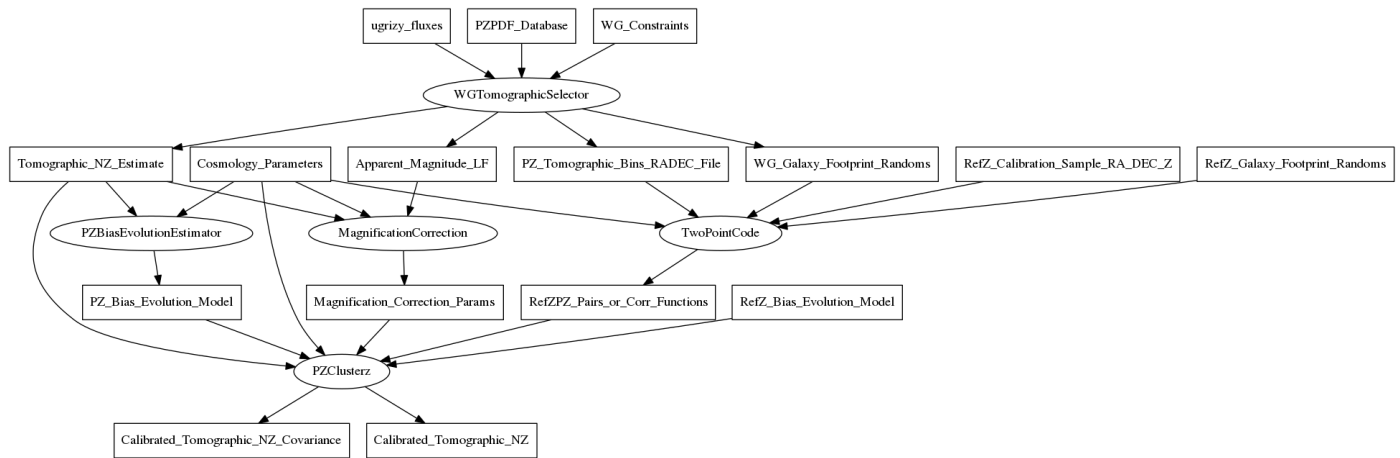 ugrizy_fluxes
PZPDF_Database
WG_Constraints
WGTomographicSelector
Tomographic_NZ_Estimate
Cosmology_Parameters
Apparent_Magnitude_LF
PZ_Tomographic_Bins_RADEC_File
WG_Galaxy_Footprint_Randoms
RefZ_Calibration_Sample_RA_DEC_Z
RefZ_Galaxy_Footprint_Randoms
PZBiasEvolutionEstimator
MagnificationCorrection
TwoPointCode
PZ_Bias_Evolution_Model
Magnification_Correction_Params
RefZPZ_Pairs_or_Corr_Functions
RefZ_Bias_Evolution_Model
PZClusterz
Calibrated_Tomographic_NZ_Covariance
Calibrated_Tomographic_NZ